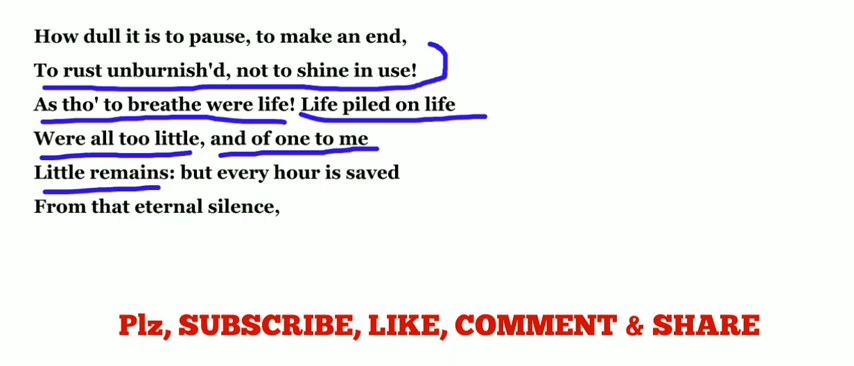 How dull it is to pause, to make an end,
To rust unburnish'd, not to shine in use!
As tho' to breathe were life! Life piled on life
Were all too little, and of one to me
Little remains: but every hour is saved
From that eternal silence,
Plz, SUBSCRIBE, LIKE, COMMENT & SHARE